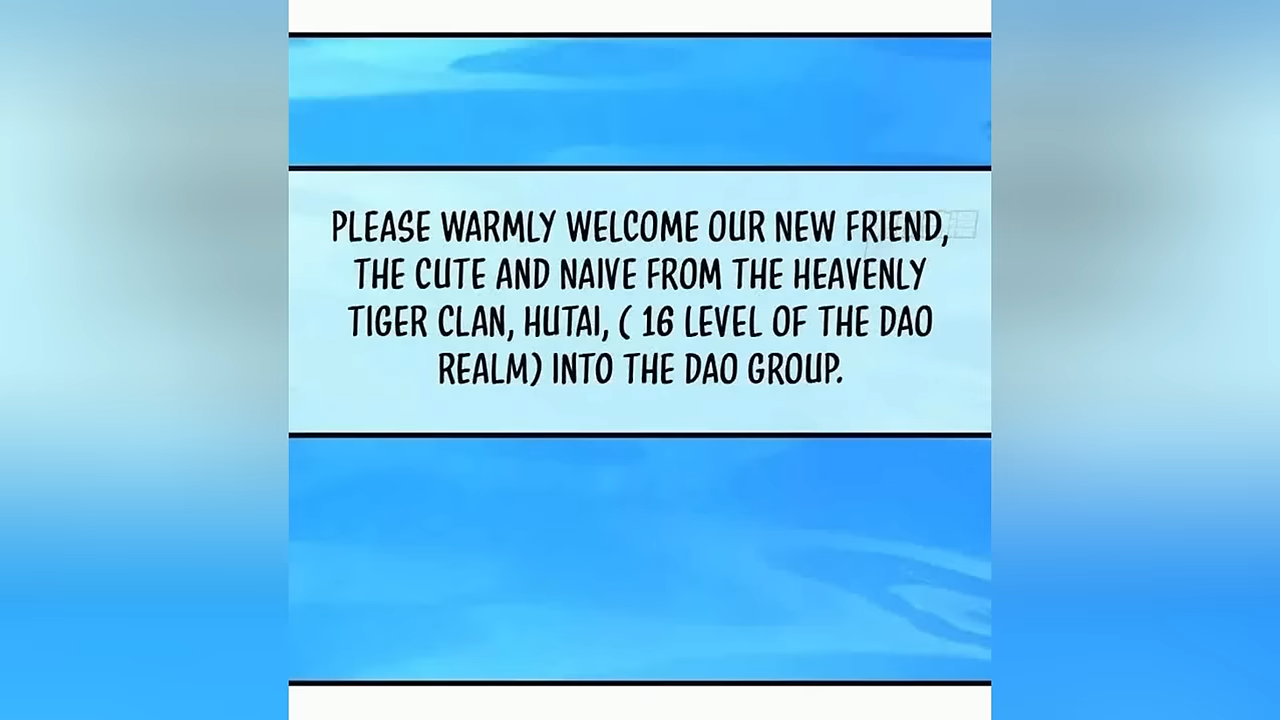 PLEASE WARMLY WELCOME OUR NEW FRIEND,
THE CUTE AND NAIVE FROM THE HEAVENLY
TIGER CLAN, HUTAI, ( 16 LEVEL OF THE DAO
REALM) INTO THE DAO GROUP.